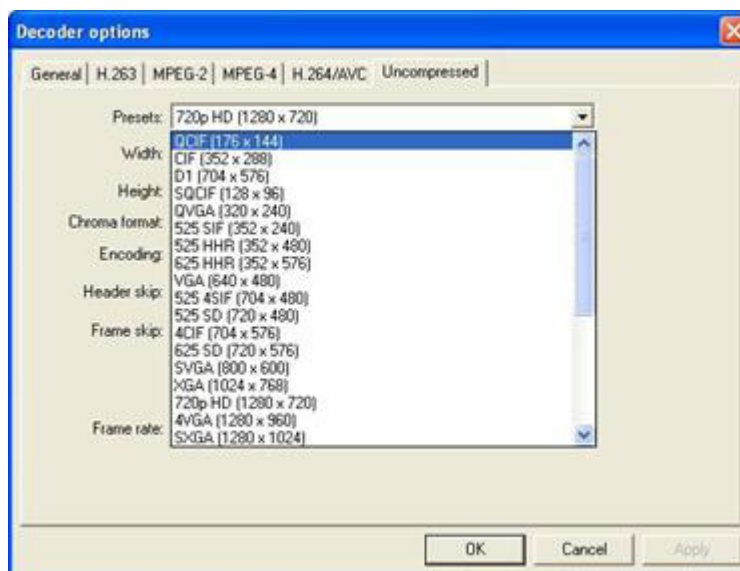 Decoder options
General H.263 MPEG-2 MPEG-4 H.264/AVC Uncompressed
Presets: 720p HD (1280 x 720)
QCIF (176 x 144)
Width: CIF (352 x 288)
D1 (704 x 576)
Height: SQCIF (128 x 96)
QVGA (320 x 240)
Chroma format: 525 SIF (352 x 240)
525 HHR (352 x 480)
Encoding: 625 HHR (352 x 576)
VGA (640 x 480)
Header skip: 525 4SIF (704 x 480)
525 SD (720 x 480)
Frame skip: 4CIF (704 x 576)
625 SD (720 x 576)
SVGA (800 x 600)
XGA (1024 x 768)
720p HD (1280 x 720)
4VGA (1280 x 960)
Frame rate: SXGA (1280 x 1024)
OK Cancel Apply